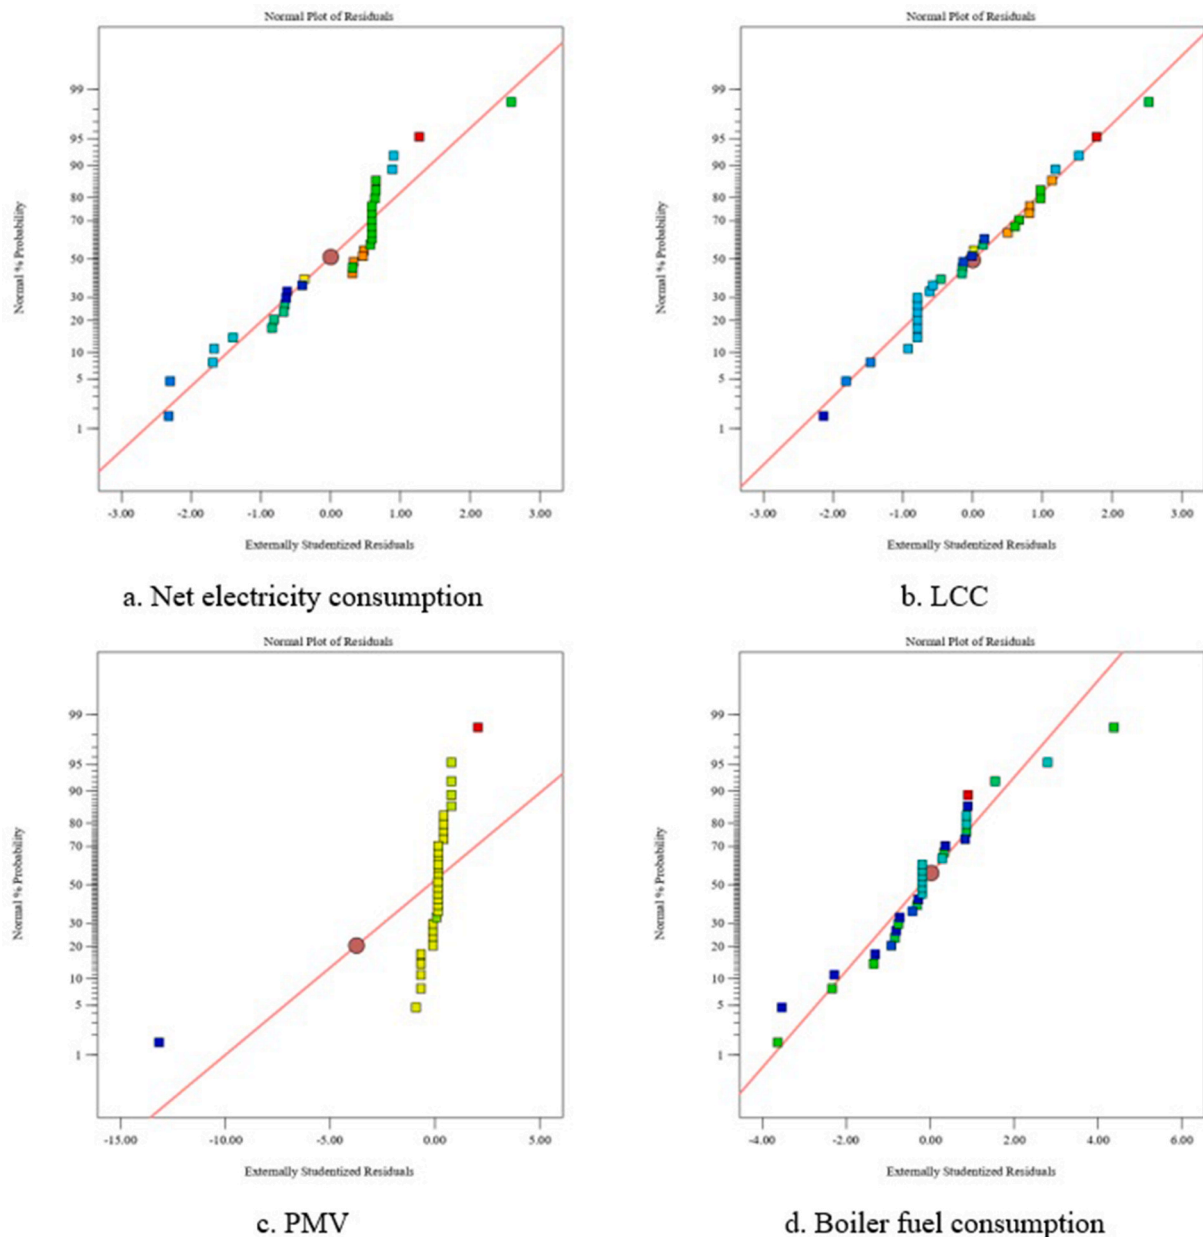 Normal Plot of Residuals
Normal % Probability
99
95
90
80
70
50
30
20
10
5
1
-3.00 -2.00 -1.00 0.00 1.00 2.00 3.00
Externally Studentized Residuals
a. Net electricity consumption
Normal Plot of Residuals
Normal % Probability
99
95
90
80
70
50
30
20
10
5
1
-3.00 -2.00 -1.00 0.00 1.00 2.00 3.00
Externally Studentized Residuals
b. LCC
Normal Plot of Residuals
Normal % Probability
99
95
90
80
70
50
30
20
10
5
1
-15.00 -10.00 -5.00 0.00 5.00
Externally Studentized Residuals
c. PMV
Normal Plot of Residuals
Normal % Probability
99
95
90
80
70
50
30
20
10
5
1
-4.00 -2.00 0.00 2.00 4.00 6.00
Externally Studentized Residuals
d. Boiler fuel consumption